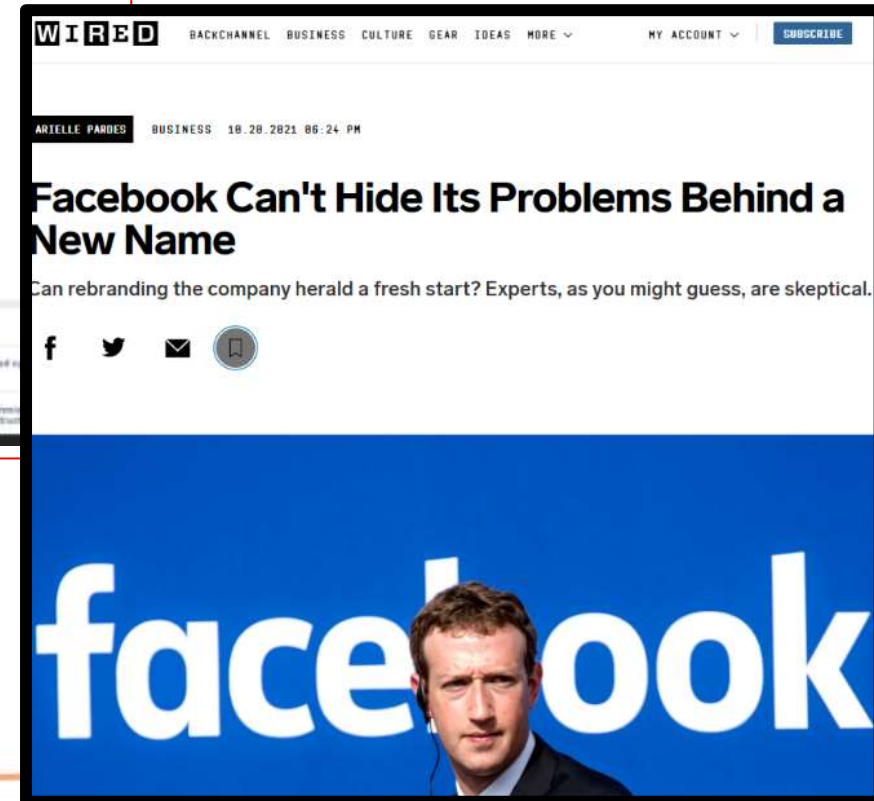 WIRED BACKCHANNEL BUSINESS CULTURE GEAR IDEAS MORE MY ACCOUNT SUBSCRIBE
ARIELLE PARDES BUSINESS 10.20.2021 06:24 PM
Facebook Can't Hide Its Problems Behind a
New Name
Can rebranding the company herald a fresh start? Experts, as you might guess, are skeptical.
facebook